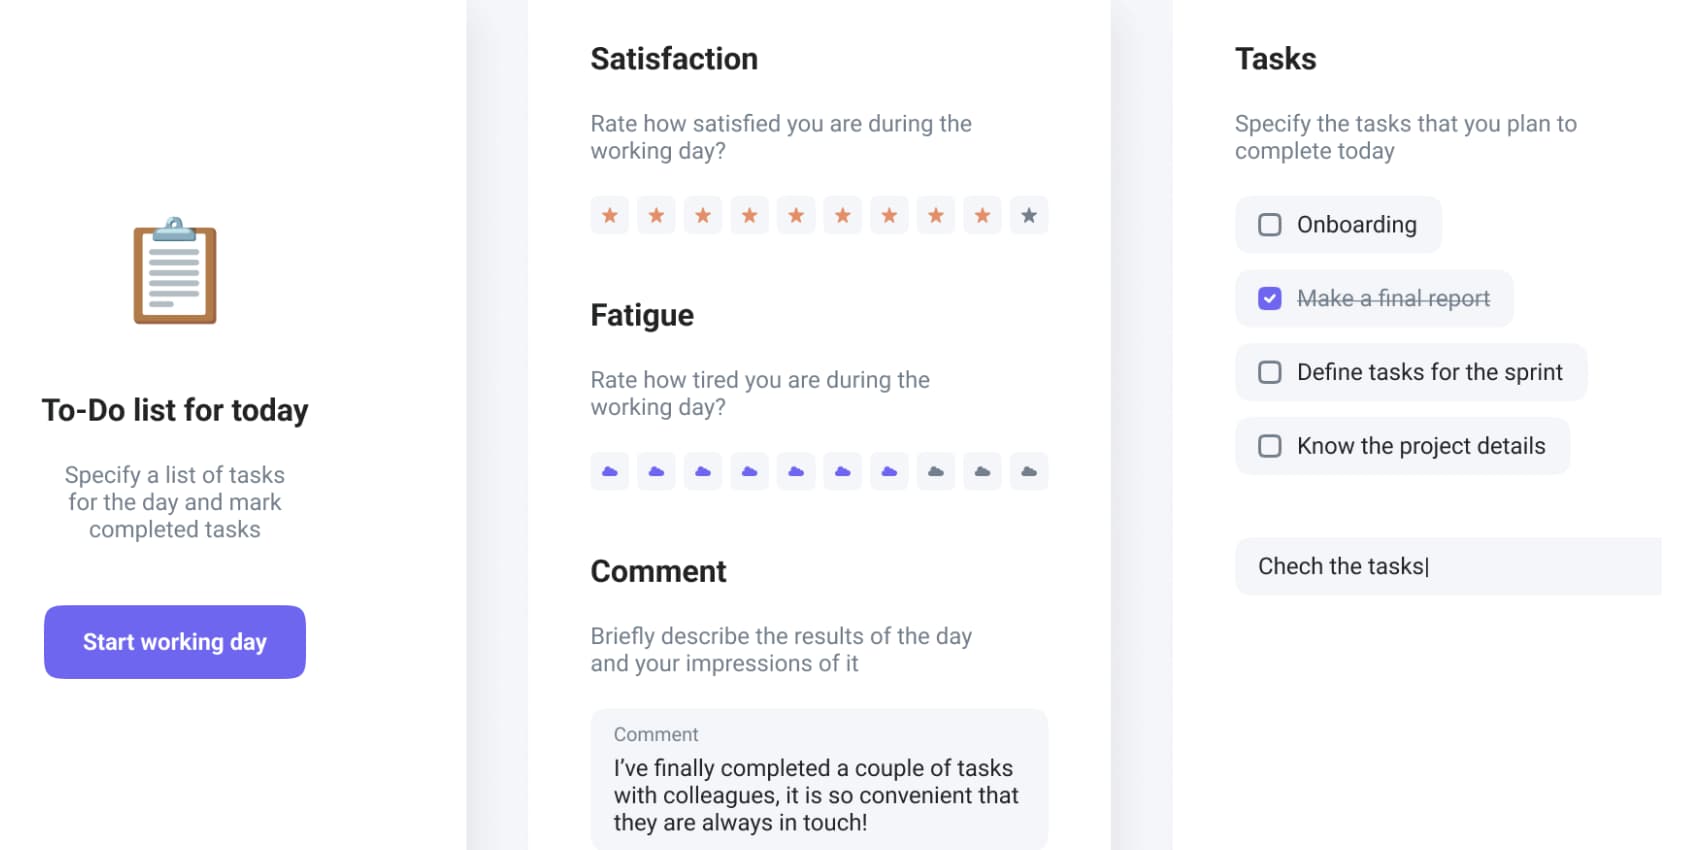 To-Do list for today
Specify a list of tasks
for the day and mark
completed tasks
Start working day
Satisfaction
Rate how satisfied you are during the
working day?
Fatigue
Rate how tired you are during the
working day?
Comment
Briefly describe the results of the day
and your impressions of it
Comment
I’ve finally completed a couple of tasks
with colleagues, it is so convenient that
they are always in touch!
Tasks
Specify the tasks that you plan to
complete today
Onboarding
Make a final report
Define tasks for the sprint
Know the project details
Chech the tasks